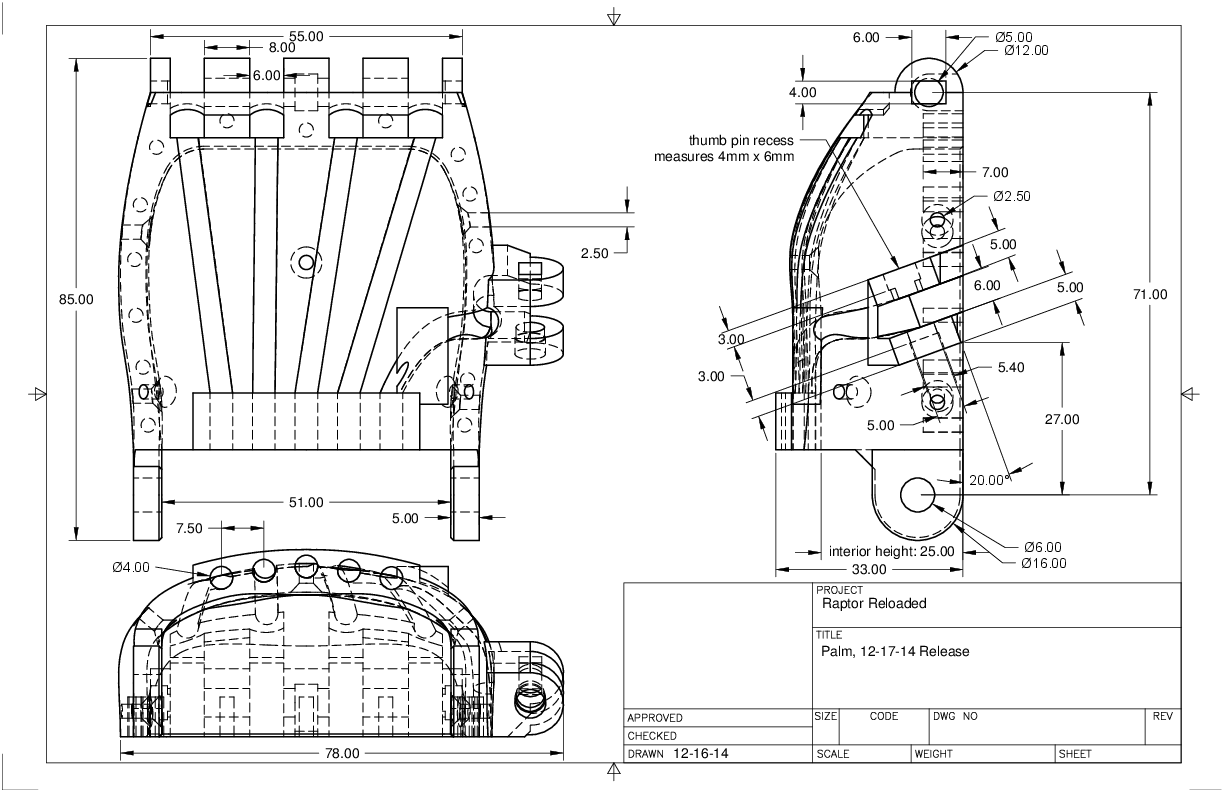 55.00
8.00
6.00
85.00
2.50
51.00
5.00
7.50
Ø4.00
78.00
6.00
Ø5.00
Ø12.00
4.00
thumb pin recess
measures 4mm x 6mm
7.00
Ø2.50
5.00
6.00
5.00
71.00
3.00
3.00
5.40
5.00
27.00
20.00°
interior height: 25.00
33.00
Ø6.00
Ø16.00
PROJECT
Raptor Reloaded
TITLE
Palm, 12-17-14 Release
APPROVED
CHECKED
DRAWN 12-16-14
SIZE CODE DWG NO REV
SCALE WEIGHT SHEET